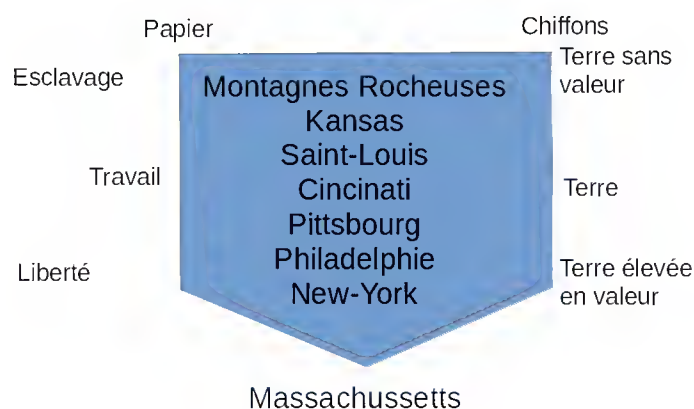 Papier
Chiffons
Esclavage
Terre sans
valeur
Montagnes Rocheuses
Kansas
Saint-Louis
Travail
Cincinati
Terre
Pittsbourg
Philadelphie
Liberté
Terre élevée
en valeur
New-York
Massachussetts